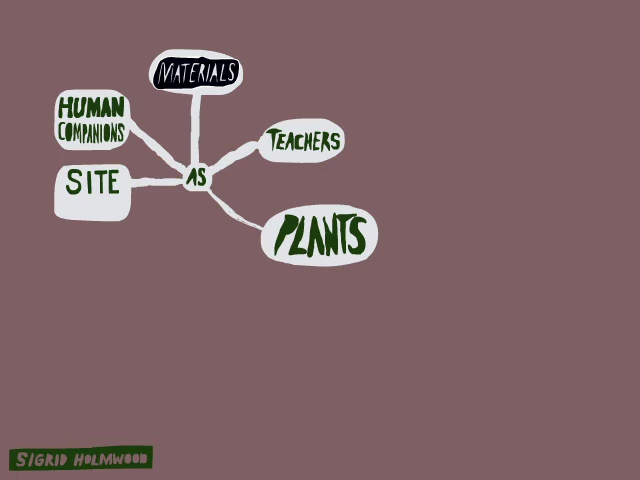 MATERIALS
HUMAN
COMPANIONS
TEACHERS
SITE
AS
PLANTS
SIGRID HOLMWOOD